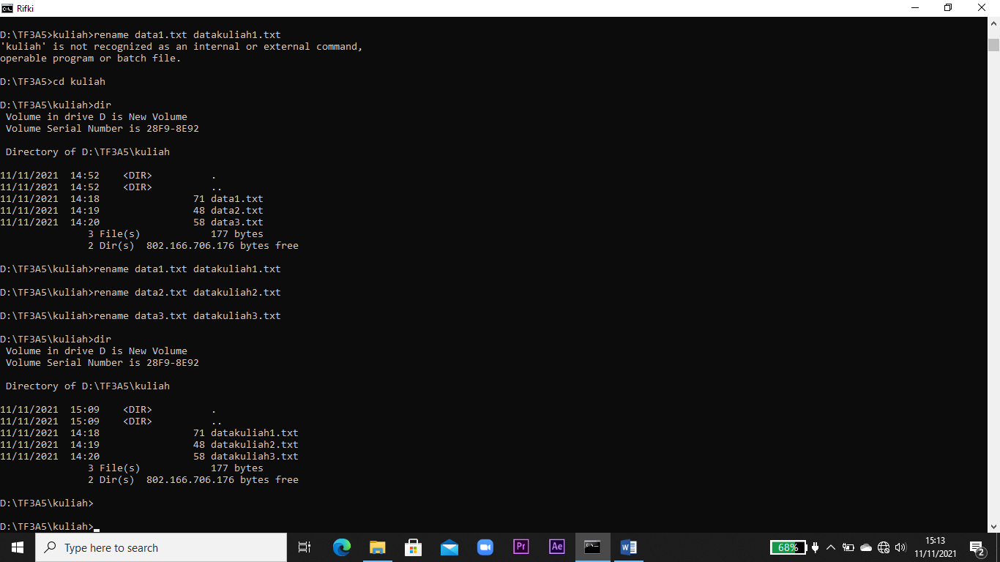 Rifki
D:\TF3A5>kuliah>rename data1.txt datakuliah1.txt
'kuliah' is not recognized as an internal or external command,
operable program or batch file.
D:\TF3A5>cd kuliah
D:\TF3A5\kuliah>dir
Volume in drive D is New Volume
Volume Serial Number is 28F9-8E92
Directory of D:\TF3A5\kuliah
11/11/2021  14:52    <DIR>          .
11/11/2021  14:52    <DIR>          ..
11/11/2021  14:18                71 data1.txt
11/11/2021  14:19                48 data2.txt
11/11/2021  14:20                58 data3.txt
3 File(s)            177 bytes
2 Dir(s)  802.166.706.176 bytes free
D:\TF3A5\kuliah>rename data1.txt datakuliah1.txt
D:\TF3A5\kuliah>rename data2.txt datakuliah2.txt
D:\TF3A5\kuliah>rename data3.txt datakuliah3.txt
D:\TF3A5\kuliah>dir
Volume in drive D is New Volume
Volume Serial Number is 28F9-8E92
Directory of D:\TF3A5\kuliah
11/11/2021  15:09    <DIR>          .
11/11/2021  15:09    <DIR>          ..
11/11/2021  14:18                71 datakuliah1.txt
11/11/2021  14:19                48 datakuliah2.txt
11/11/2021  14:20                58 datakuliah3.txt
3 File(s)            177 bytes
2 Dir(s)  802.166.706.176 bytes free
D:\TF3A5\kuliah>
D:\TF3A5\kuliah>
Type here to search
Pr
Ae
68%
15:13
11/11/2021
2